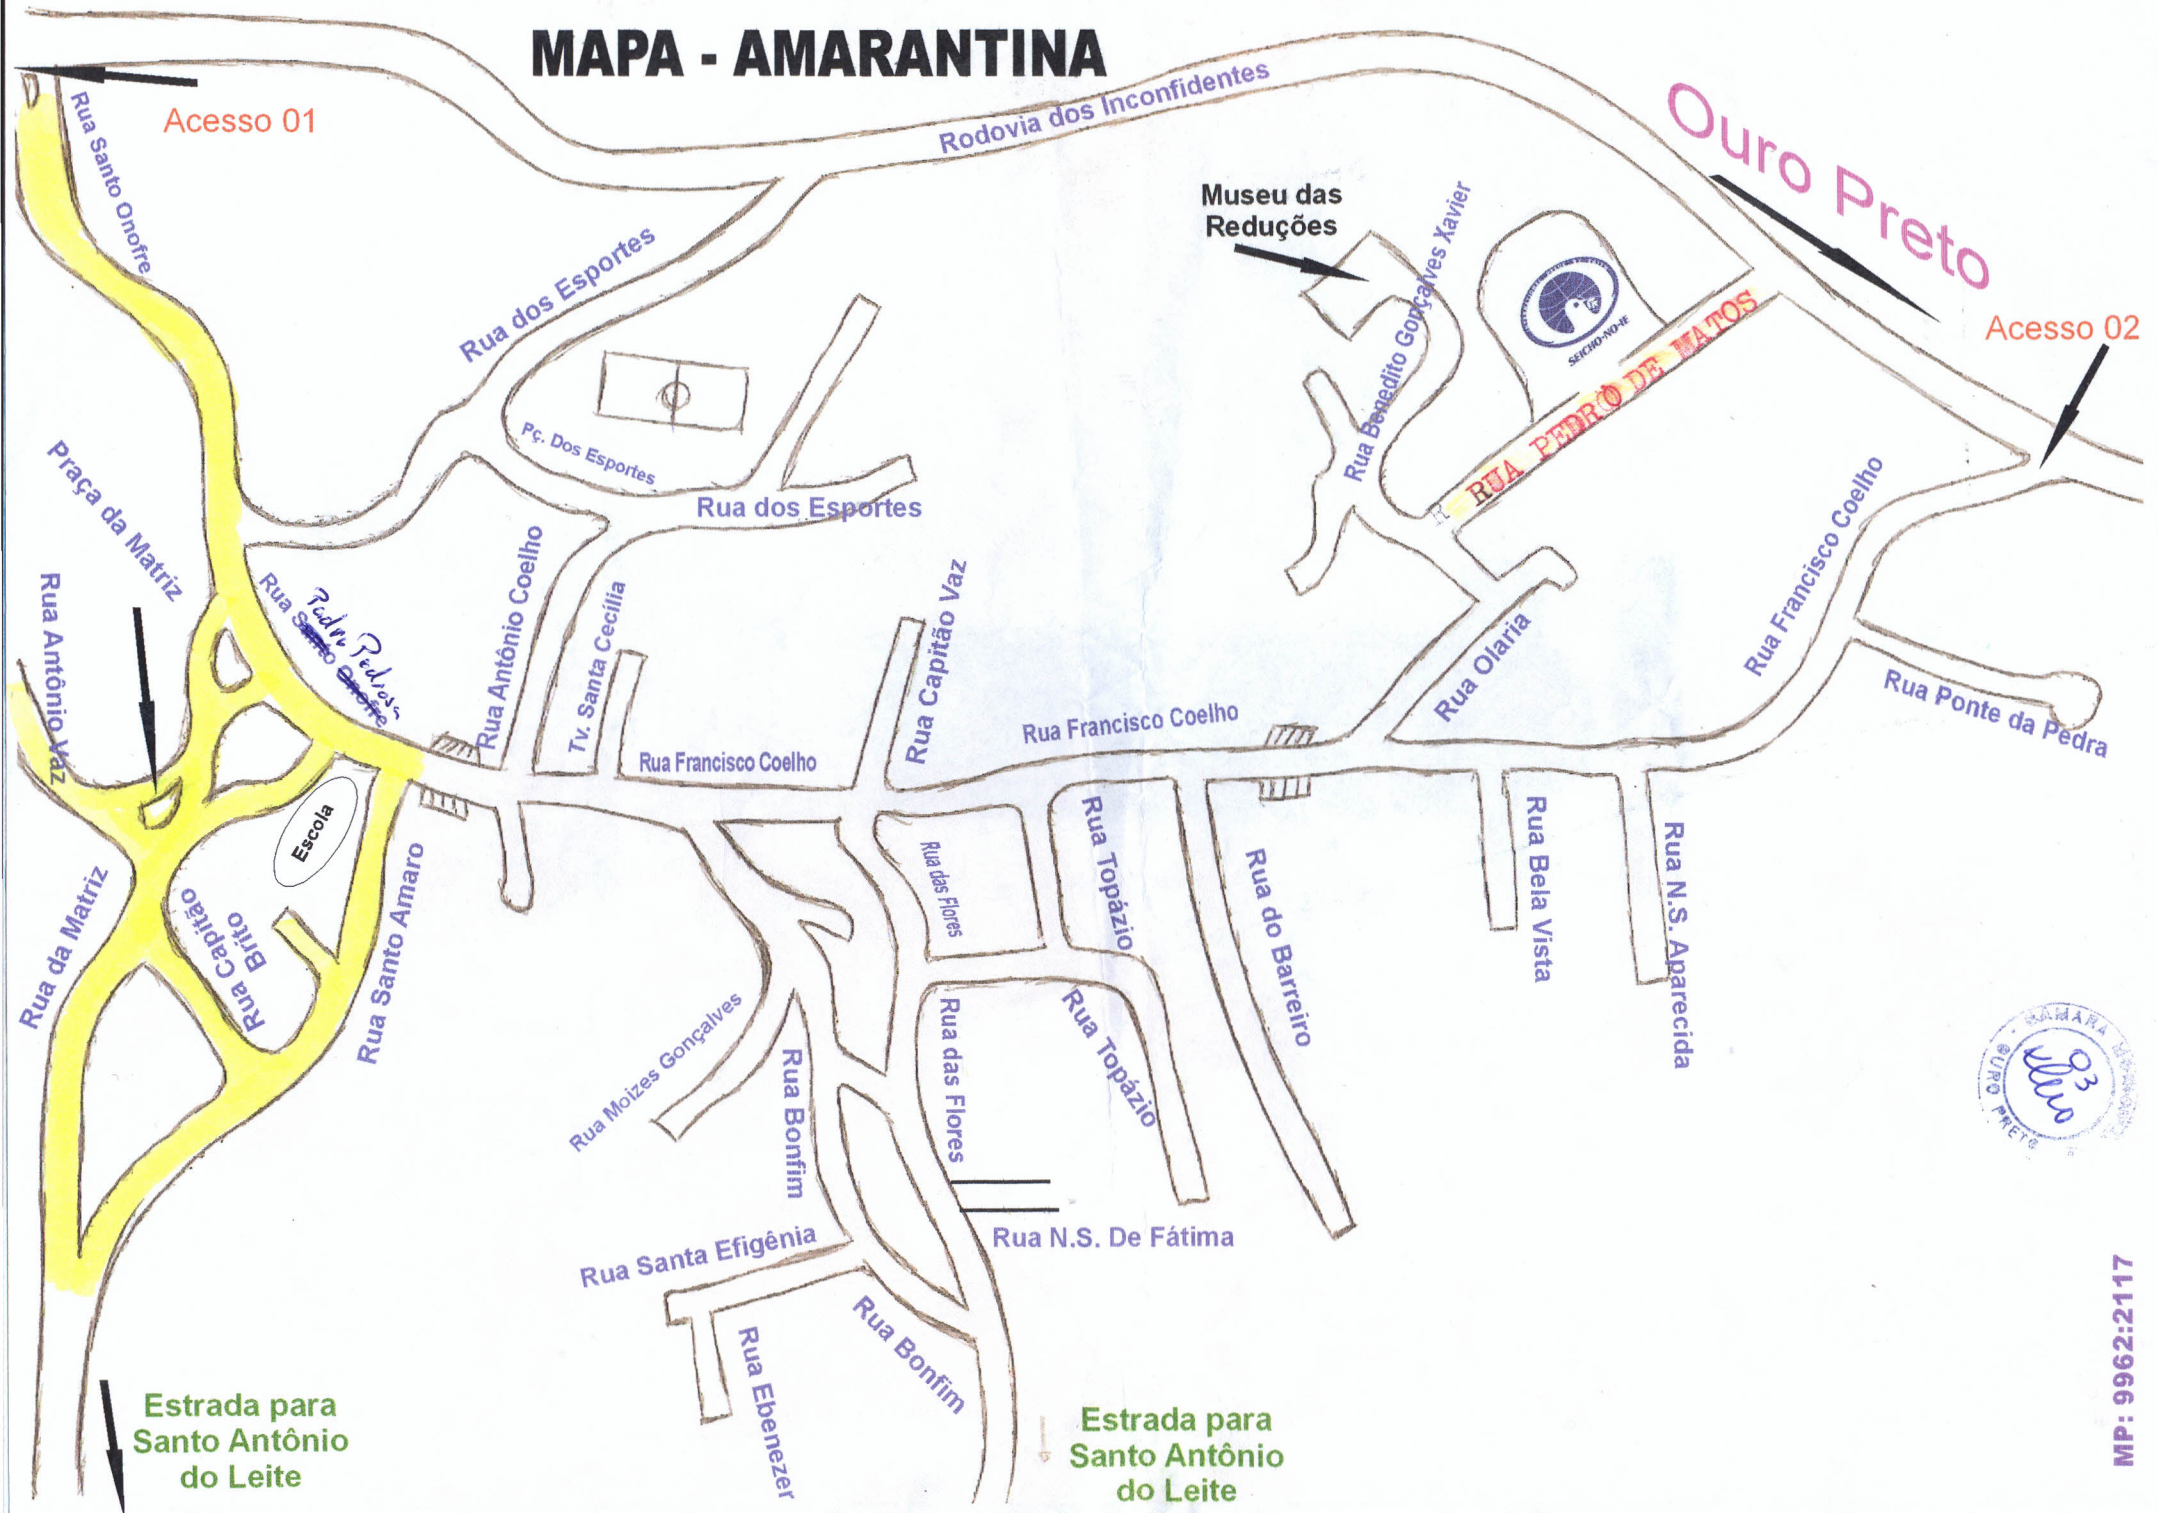 MAPA - AMARANTINA
Acesso 01
Rua Santo Onofre
Rodovia dos Inconfidentes
Ouro Preto
Acesso 02
Museu das
Reduções
Rua Benedito Gonçalves Xavier
SEICHO-NO-IE
R RUA PEDRO DE MATOS
Rua dos Esportes
Pç. Dos Esportes
Rua dos Esportes
Praça da Matriz
Rua Antônio Vaz
Rua Santo Onofre
Padre Pedrosa
Rua Antônio Coelho
Tv. Santa Cecília
Rua Francisco Coelho
Rua Capitão Vaz
Rua Francisco Coelho
Rua Olaria
Rua Francisco Coelho
Rua Ponte da Pedra
Escola
Rua da Matriz
Rua Capitão
Brito
Rua Santo Amaro
Rua das Flores
Rua Topázio
Rua do Barreiro
Rua Bela Vista
Rua N.S. Aparecida
Rua Moizes Gonçalves
Rua Bonfim
Rua das Flores
Rua Topázio
CAMARA
OURO PRETO
03
Rua N.S. De Fátima
Rua Santa Efigênia
Rua Ebenezer
Rua Bonfim
Estrada para
Santo Antônio
do Leite
Estrada para
Santo Antônio
do Leite
MP: 9962:2117